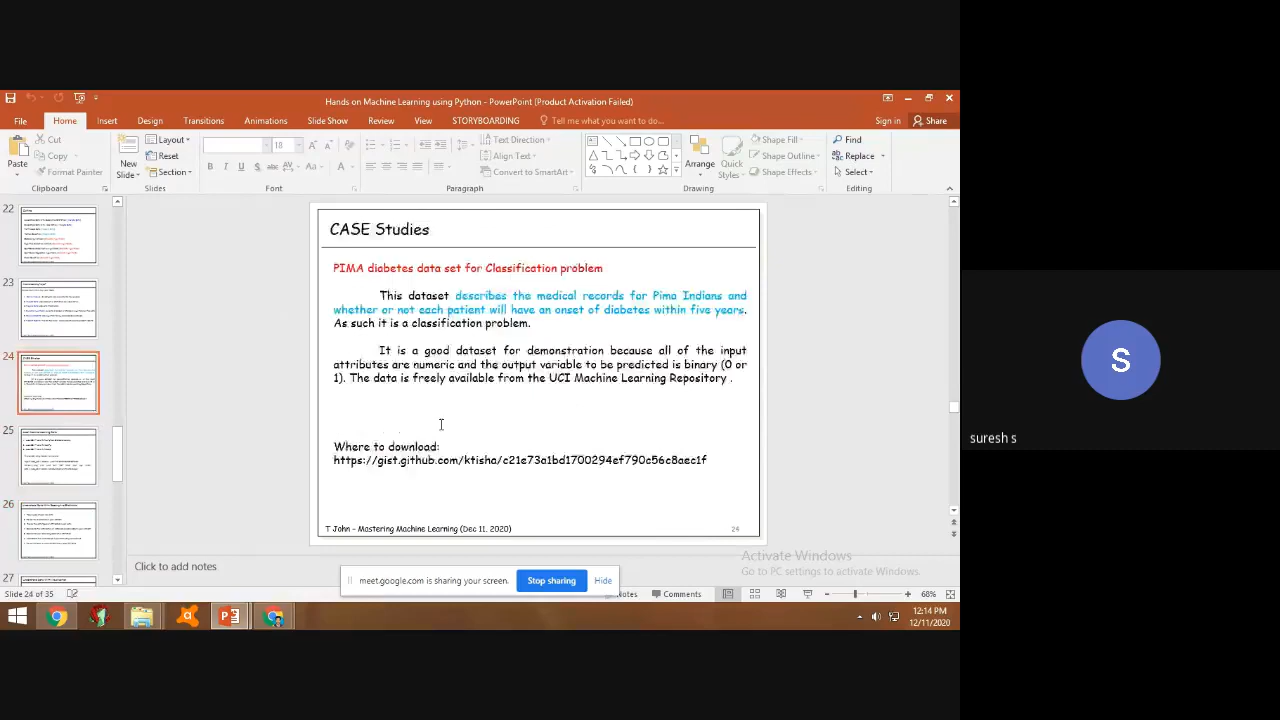 Hands on Machine Learning using Python - PowerPoint (Product Activation Failed)
File Home Insert Design Transitions Animations Slide Show Review View STORYBOARDING Tell me what you want to do... Sign in Share
Paste Cut Copy Format Painter
Clipboard
New Slide Layout Reset Section
Slides
18
Font
Text Direction Align Text Convert to SmartArt
Paragraph
Arrange Quick Styles Shape Fill Shape Outline Shape Effects
Drawing
Find Replace Select
Editing
22
23
24
25
26
27
CASE Studies
PIMA diabetes data set for Classification problem
This dataset describes the medical records for Pima Indians and
whether or not each patient will have an onset of diabetes within five years.
As such it is a classification problem.
It is a good dataset for demonstration because all of the input
attributes are numeric and the output variable to be predicted is binary (0 or
1). The data is freely available from the UCI Machine Learning Repository .
Where to download:
T John - Mastering Machine Learning (Dec 11, 2020)
24
Click to add notes
Activate Windows
Go to PC settings to activate Windows.
meet.google.com is sharing your screen. Stop sharing Hide
Slide 24 of 35 Notes Comments 68%
12:14 PM
12/11/2020
S
suresh s